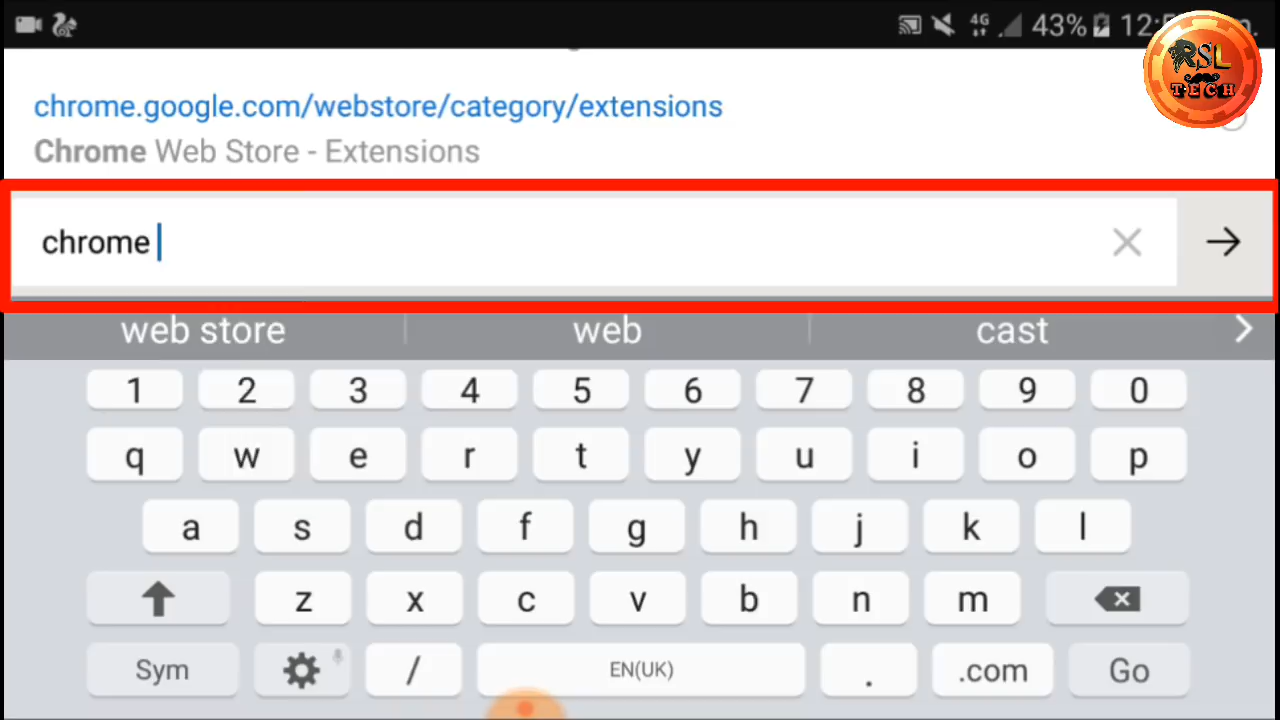 4G 43%
RSL
TECH
chrome.google.com/webstore/category/extensions
Chrome Web Store - Extensions
chrome
web store web cast
1 2 3 4 5 6 7 8 9 0
q w e r t y u i o p
a s d f g h j k l
z x c v b n m
Sym / EN(UK) . .com Go